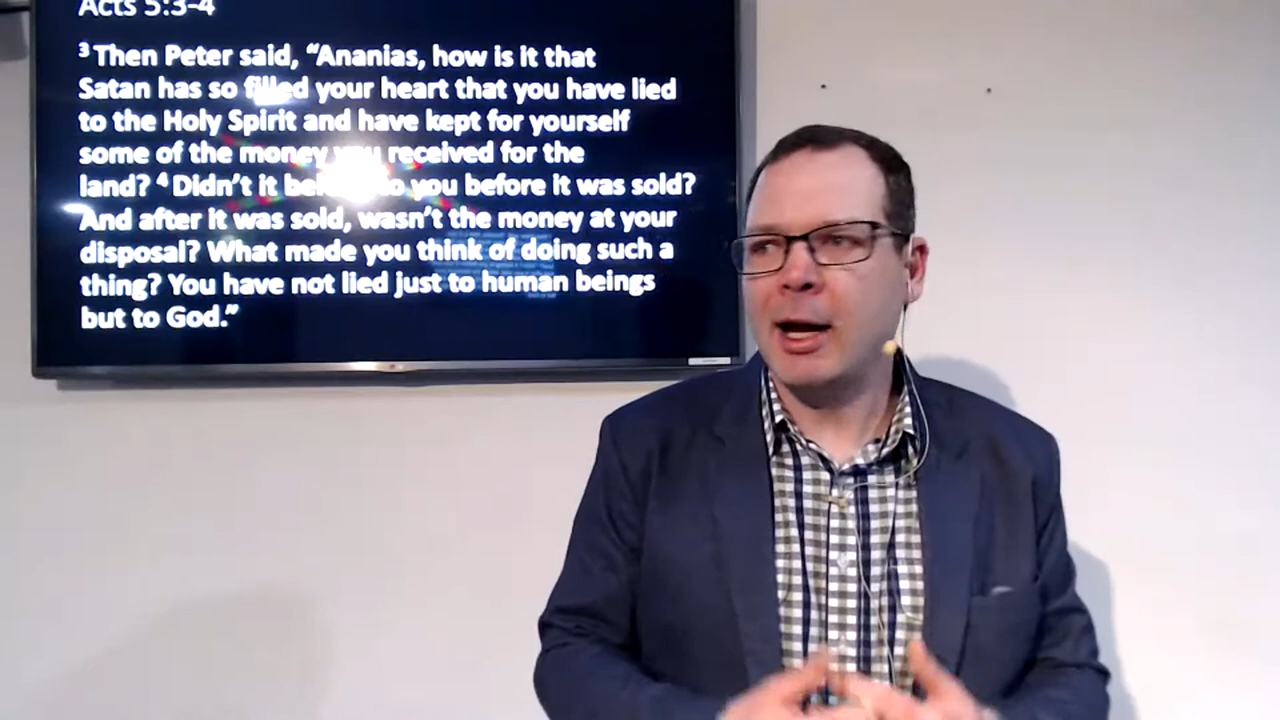 Acts 5:3-4
3 Then Peter said, “Ananias, how is it that
Satan has so filled your heart that you have lied
to the Holy Spirit and have kept for yourself
some of the money you received for the
land? 4 Didn’t it to you before it was sold?
And after it was sold, wasn’t the money at your
disposal? What made you think of doing such a
thing? You have not lied just to human beings
but to God.”